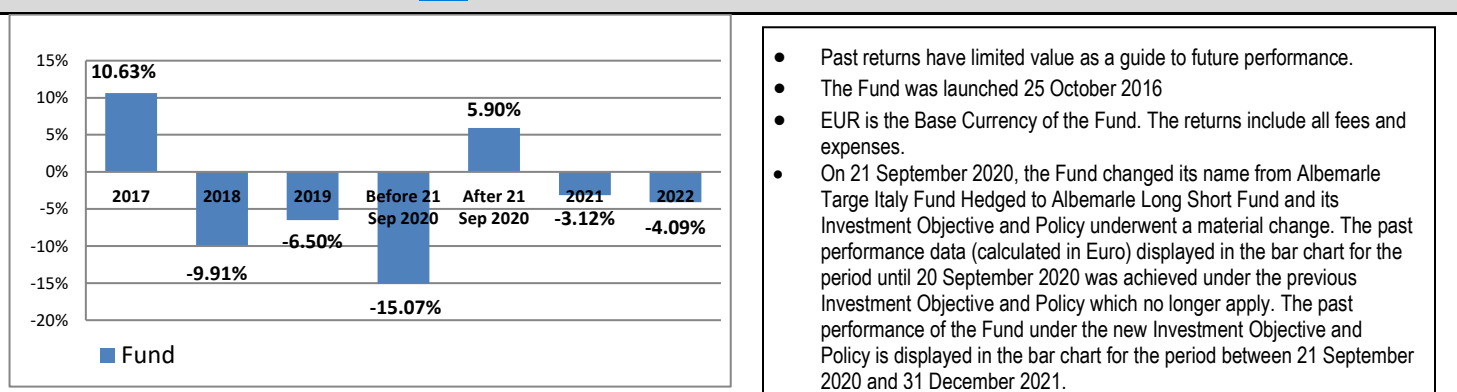 15%
10%
5%
0%
-5%
-10%
-15%
-20%
10.63%
5.90%
2017
2018
2019
Before 21
Sep 2020
After 21
Sep 2020
2021
2022
-3.12%
-4.09%
-6.50%
-9.91%
-15.07%
Fund
• Past returns have limited value as a guide to future performance.
• The Fund was launched 25 October 2016
• EUR is the Base Currency of the Fund. The returns include all fees and
expenses.
• On 21 September 2020, the Fund changed its name from Albemarle
Targe Italy Fund Hedged to Albemarle Long Short Fund and its
Investment Objective and Policy underwent a material change. The past
performance data (calculated in Euro) displayed in the bar chart for the
period until 20 September 2020 was achieved under the previous
Investment Objective and Policy which no longer apply. The past
performance of the Fund under the new Investment Objective and
Policy is displayed in the bar chart for the period between 21 September
2020 and 31 December 2021.